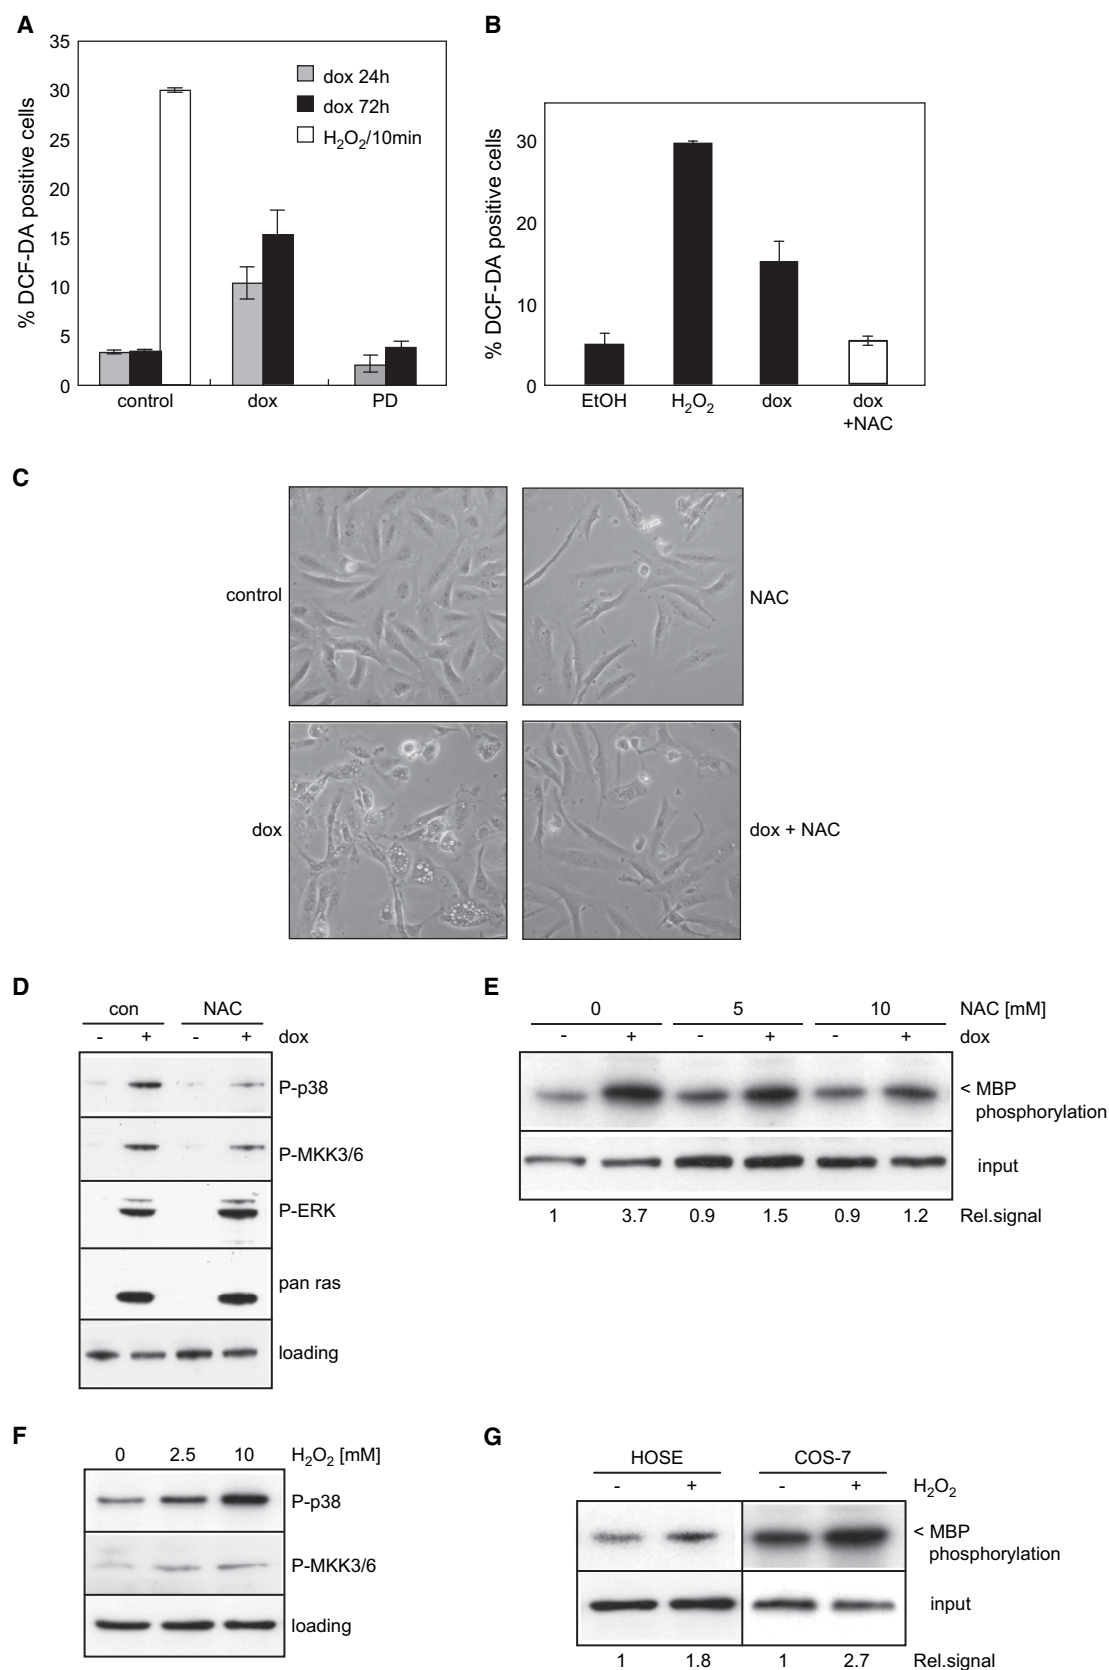 A
35
30
25
20
15
10
5
0
% DCF-DA positive cells
dox 24h
dox 72h
H₂O₂/10min
control dox PD
B
30
20
10
0
% DCF-DA positive cells
EtOH H₂O₂ dox dox
+NAC
C
control
NAC
dox
dox + NAC
D
con NAC
- + - + dox
P-p38
P-MKK3/6
P-ERK
pan ras
loading
E
0 5 10 NAC [mM]
- + - + - + dox
< MBP
phosphorylation
input
1 3.7 0.9 1.5 0.9 1.2 Rel.signal
F
0 2.5 10 H₂O₂ [mM]
P-p38
P-MKK3/6
loading
G
HOSE COS-7
- + - + H₂O₂
< MBP
phosphorylation
input
1 1.8 1 2.7 Rel.signal